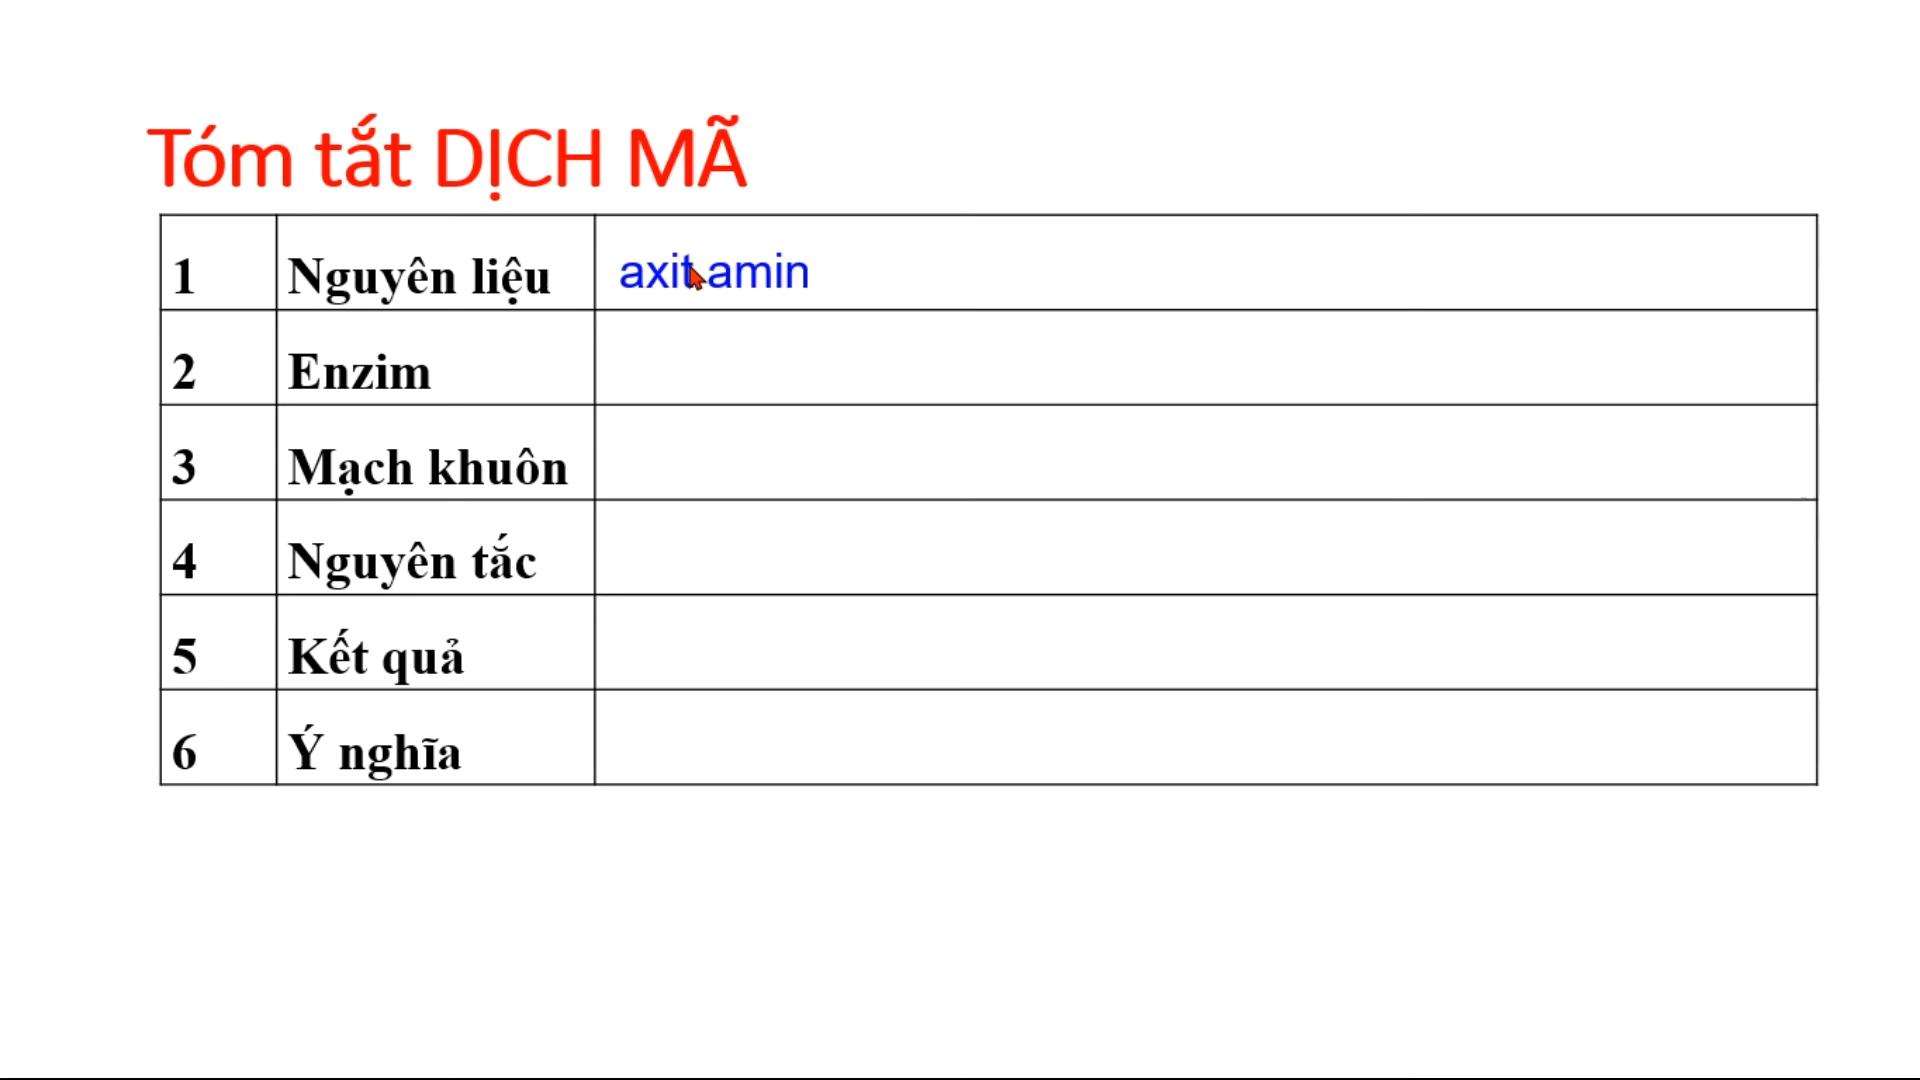 Tóm tắt DỊCH MÃ
1 Nguyên liệu axit amin
2 Enzim
3 Mạch khuôn
4 Nguyên tắc
5 Kết quả
6 Ý nghĩa